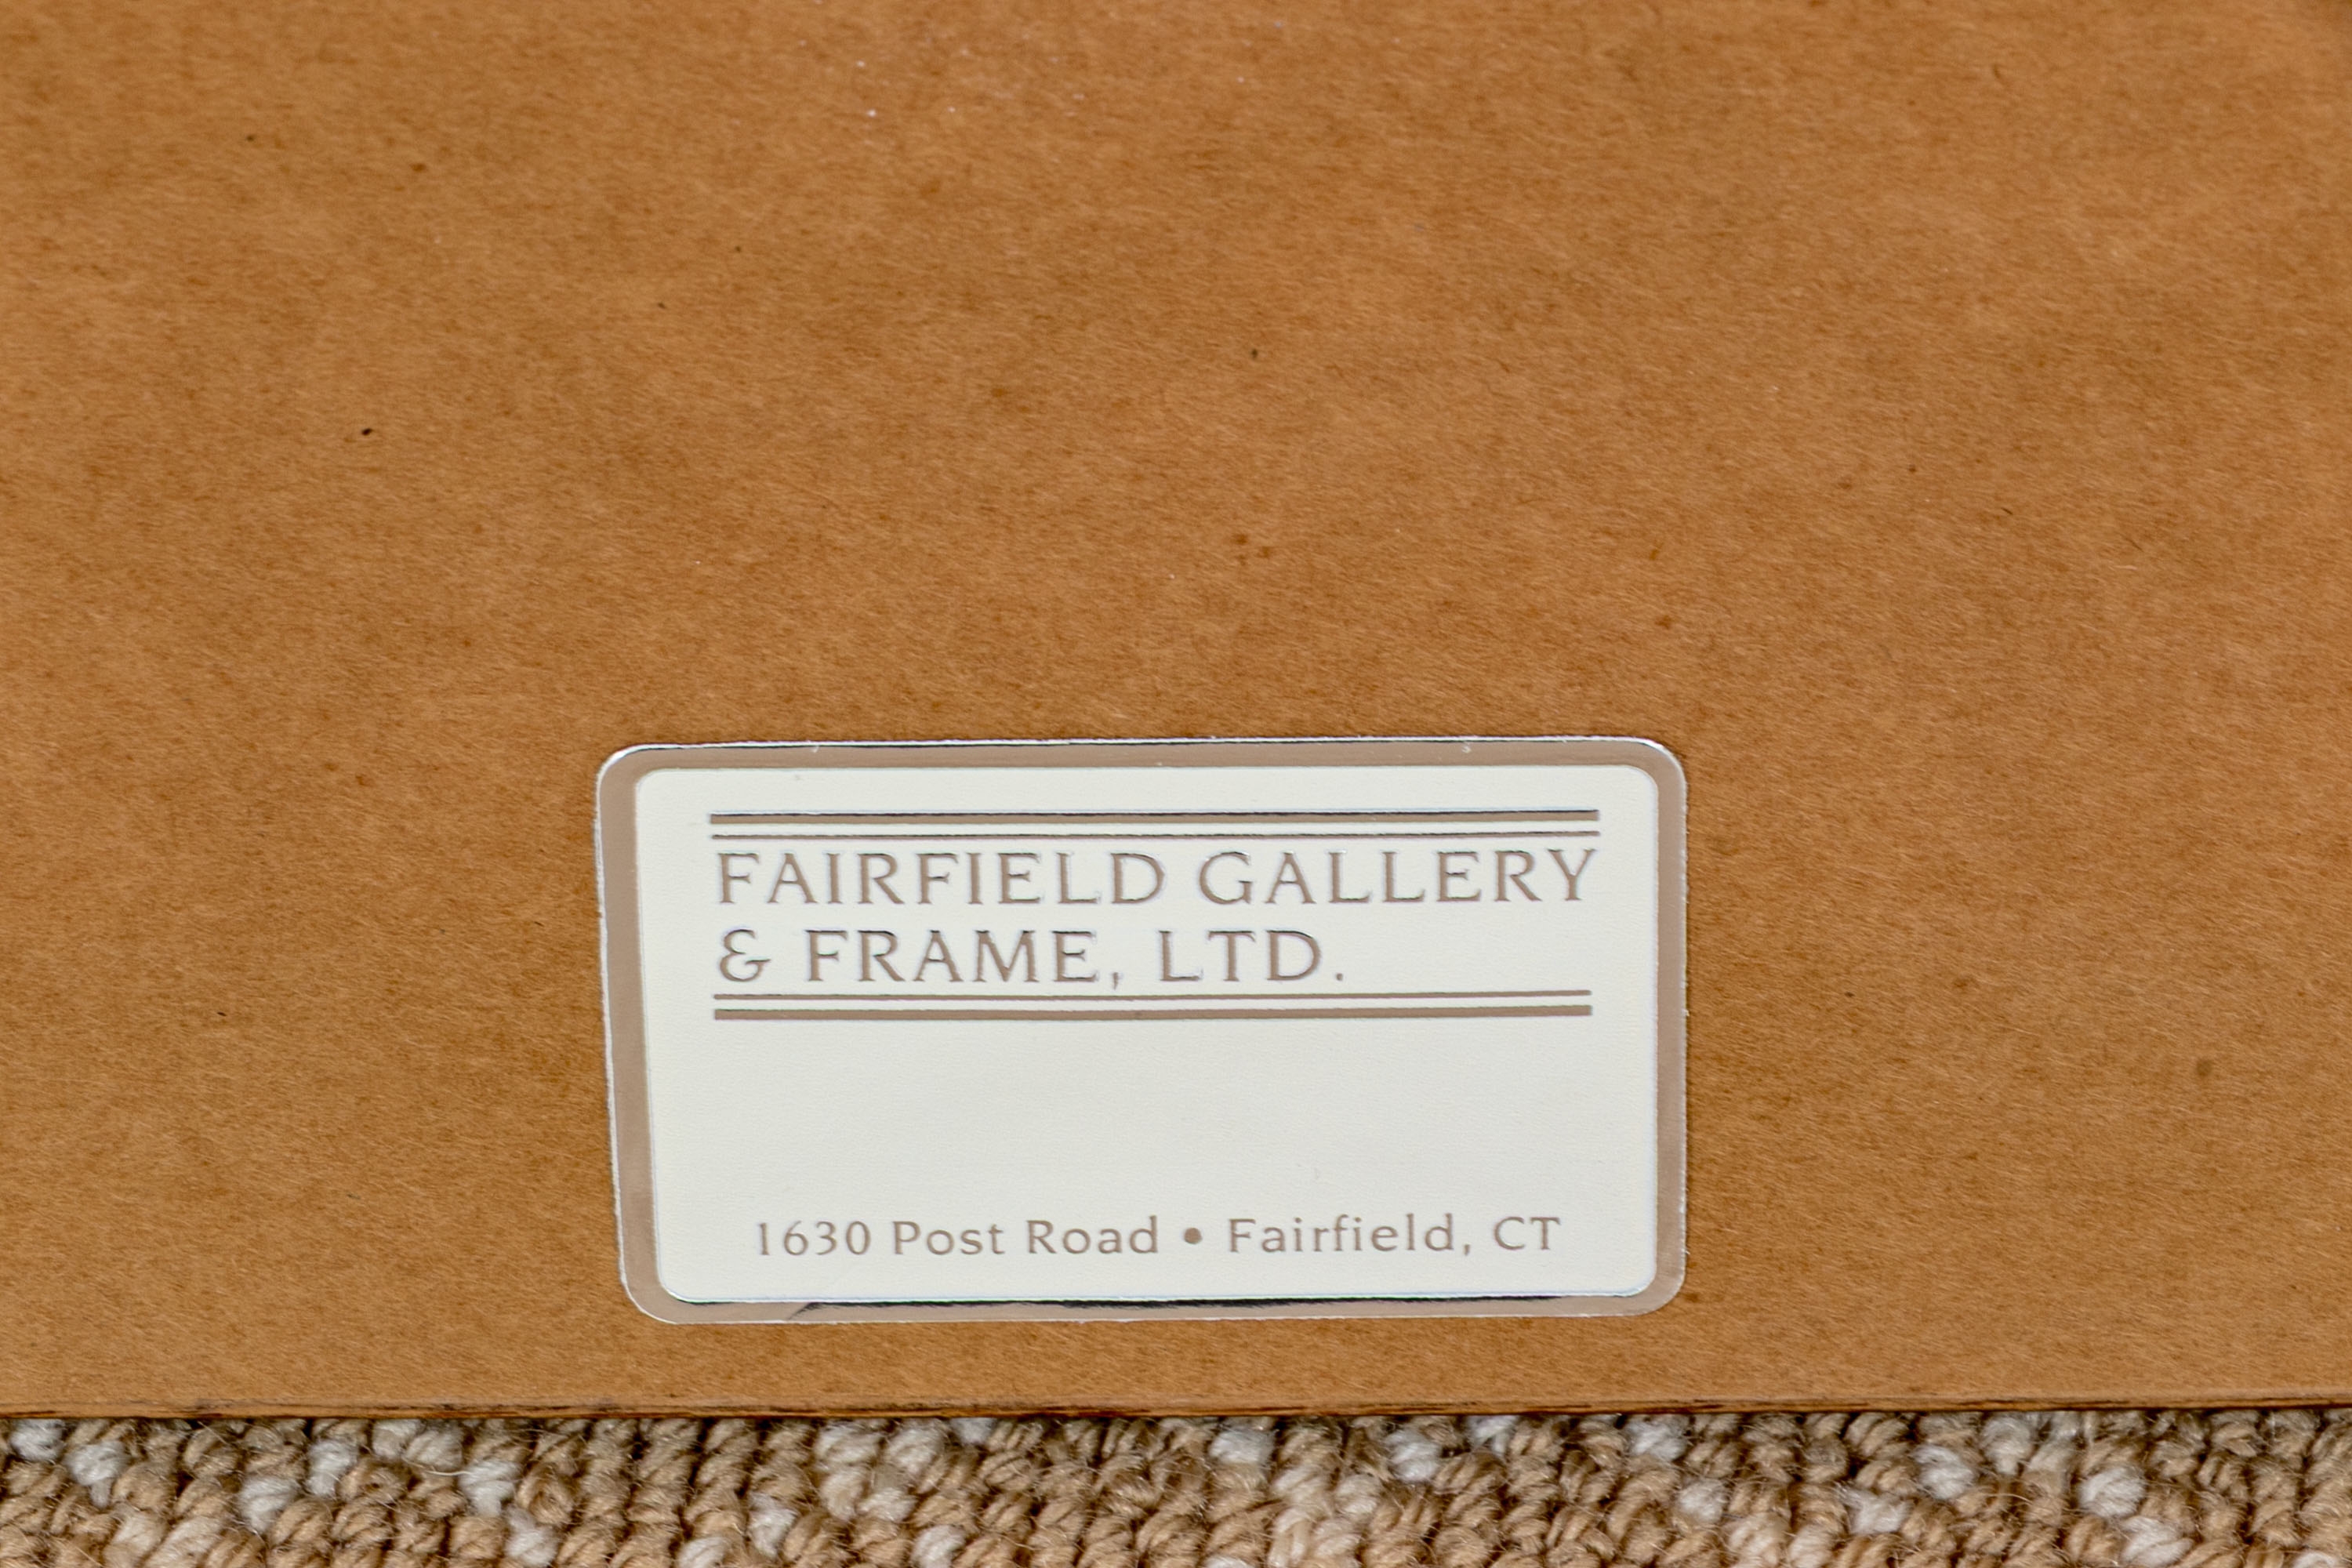 FAIRFIELD GALLERY
& FRAME, LTD.
1630 Post Road • Fairfield, CT